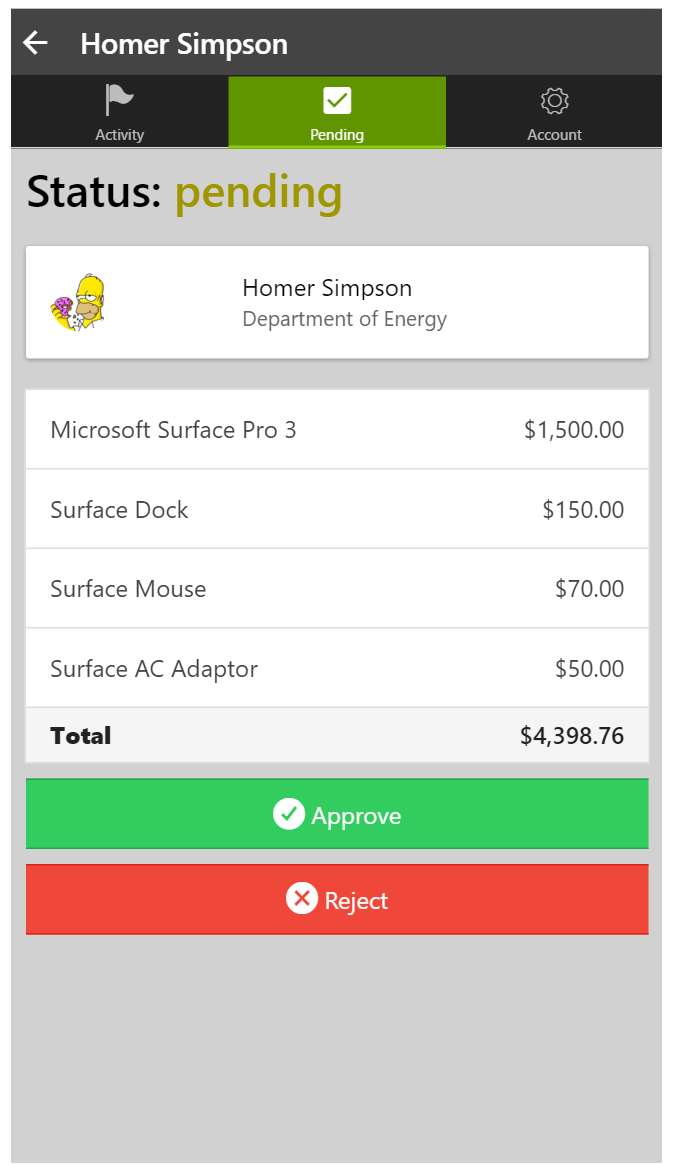 Homer Simpson
Activity Pending Account
Status: pending
Homer Simpson
Department of Energy
Microsoft Surface Pro 3 $1,500.00
Surface Dock $150.00
Surface Mouse $70.00
Surface AC Adaptor $50.00
Total $4,398.76
Approve
Reject